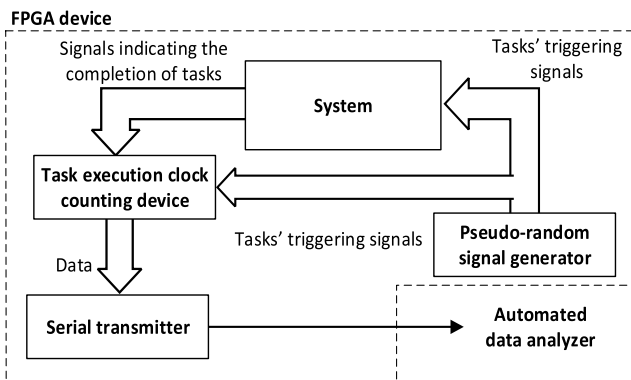 FPGA device
Signals indicating the
completion of tasks
Tasks' triggering
signals
System
Task execution clock
counting device
Tasks' triggering signals
Pseudo-random
signal generator
Data
Serial transmitter
Automated
data analyzer